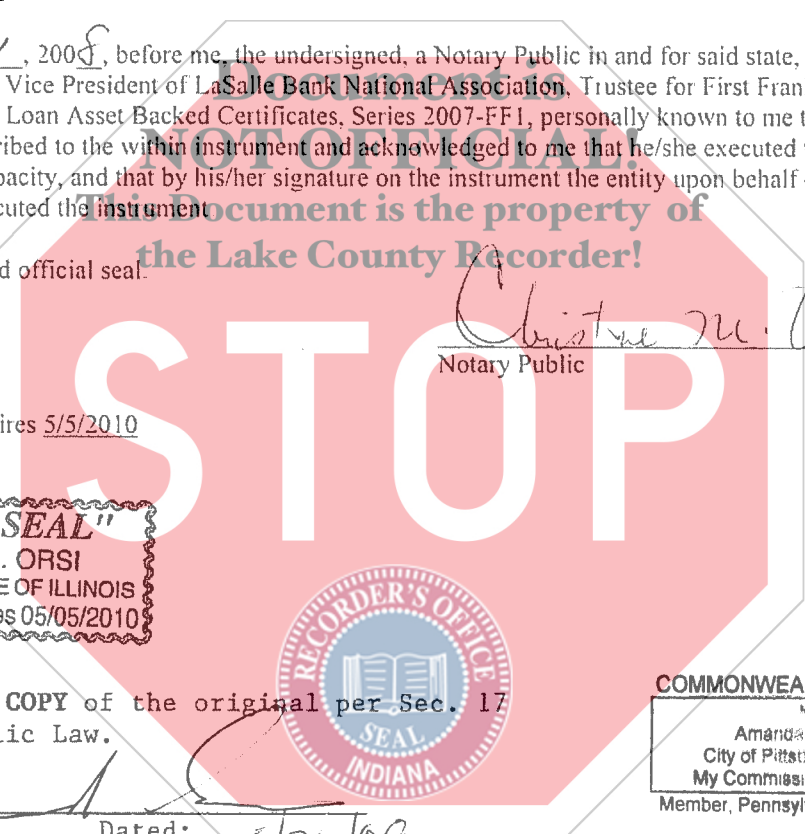 , 2008, before me, the undersigned, a Notary Public in and for said state,
Vice President of LaSalle Bank National Association, Trustee for First Fran
Loan Asset Backed Certificates, Series 2007-FF1, personally known to me t
ribed to the within instrument and acknowledged to me that he/she executed
pacity, and that by his/her signature on the instrument the entity upon behalf
cuted the instrument
Document is
NOT OFFICIAL!
This Document is the property of
the Lake County Recorder!
d official seal.
Christine M.
Notary Public
STOP
ires 5/5/2010
SEAL"
. ORSI
E OF ILLINOIS
es 05/05/2010
RECORDER'S OFFICE
SEAL
INDIANA
COPY of the original per Sec. 17
lic Law.
Dated:
COMMONWEA
Amanda
City of Pittst
My Commissi
Member, Pennsyl